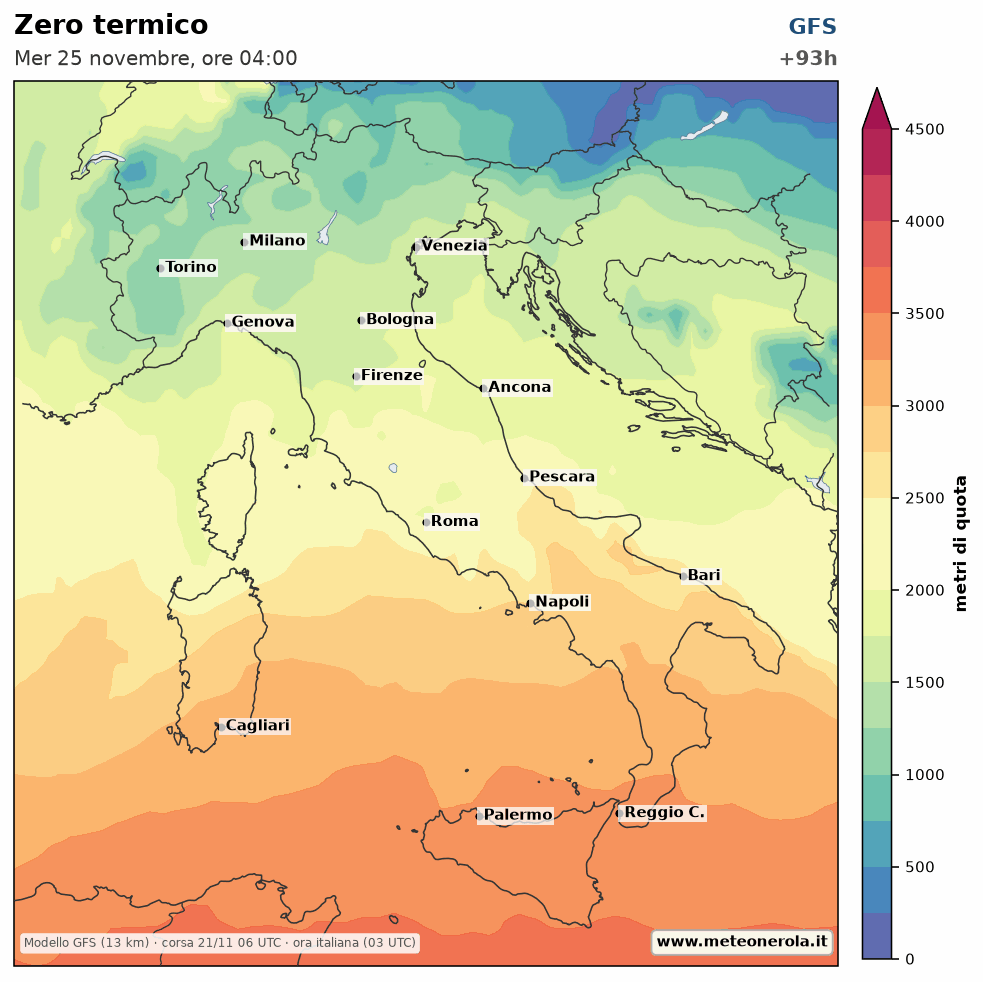 Zero termico
GFS
Mer 25 novembre, ore 04:00
+93h
Milano
Venezia
Torino
Genova
Bologna
Firenze
Ancona
Pescara
Roma
Bari
Napoli
Cagliari
Palermo
Reggio C.
4500
4000
3500
3000
2500
2000
1500
1000
500
0
metri di quota
Modello GFS (13 km) · corsa 21/11 06 UTC · ora italiana (03 UTC)
www.meteonerola.it